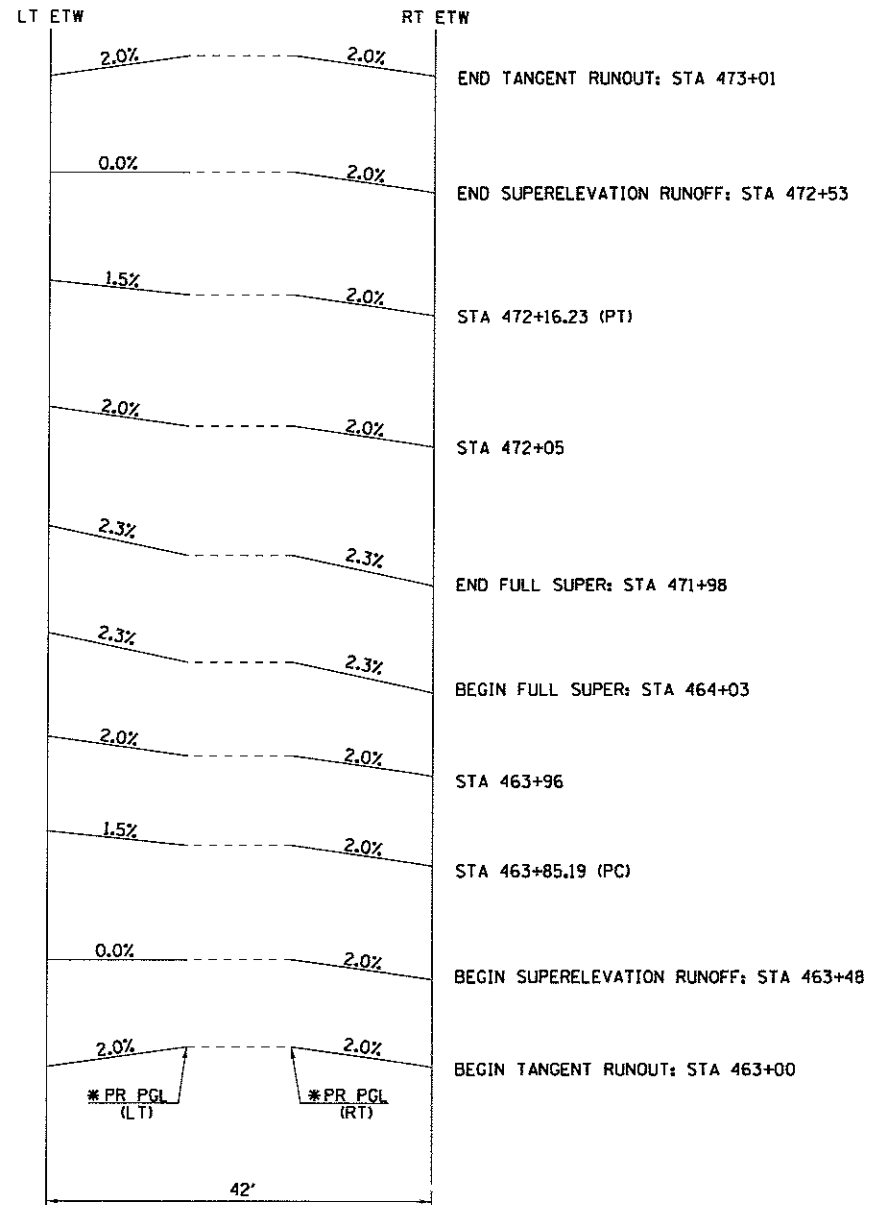 LT ETW RT ETW
2.0% 2.0%
END TANGENT RUNOUT: STA 473+01
0.0% 2.0%
END SUPERELEVATION RUNOFF: STA 472+53
1.5% 2.0%
STA 472+16.23 (PT)
2.0% 2.0%
STA 472+05
2.3% 2.3%
END FULL SUPER: STA 471+98
2.3% 2.3%
BEGIN FULL SUPER: STA 464+03
2.0% 2.0%
STA 463+96
1.5% 2.0%
STA 463+85.19 (PC)
0.0% 2.0%
BEGIN SUPERELEVATION RUNOFF: STA 463+48
2.0% 2.0%
BEGIN TANGENT RUNOUT: STA 463+00
*PR PGL *PR PGL
(LT) (RT)
42'